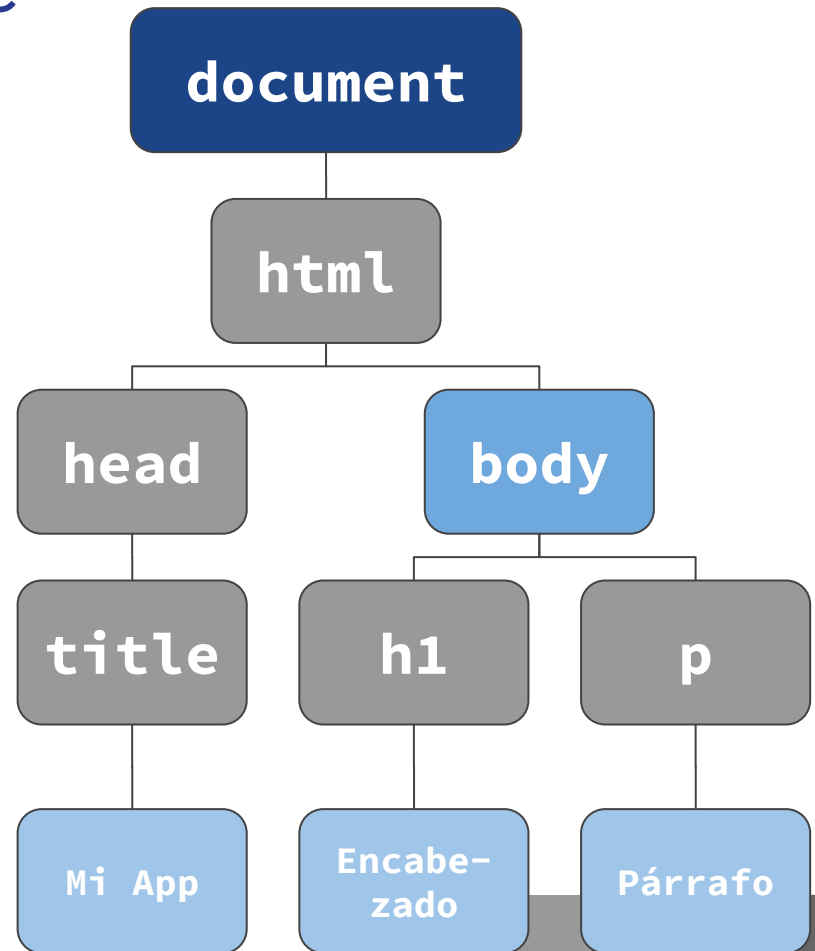 document
html
head
body
title
h1
p
Mi App
Encabe-
zado
Párrafo